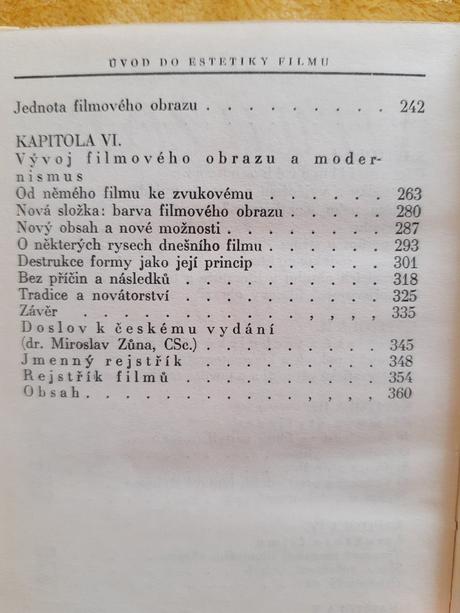 ÚVOD DO ESTETIKY FILMU
Jednota filmového obrazu . . . . . . . . . 242
KAPITOLA VI.
Vývoj filmového obrazu a moder-
nismus
Od němého filmu ke zvukovému . . . . . . 263
Nová složka: barva filmového obrazu . . . . . 280
Nový obsah a nové možnosti . . . . . . . 287
O některých rysech dnešního filmu . . . . . 293
Destrukce formy jako její princip . . . . . . 301
Bez příčin a následků . . . . . . . . . 318
Tradice a novátorství . . . . . . . . . 325
Závěr . . . . . . . . . . , , , 335
Doslov k českému vydání
(dr. Miroslav Zůna, CSc.) . . . . . . . . 345
Jmenný rejstřík . . . . . . . . . 348
Rejstřík filmů . . . . . . . . . 354
Obsah . . . . . . . . . . , , , . 360